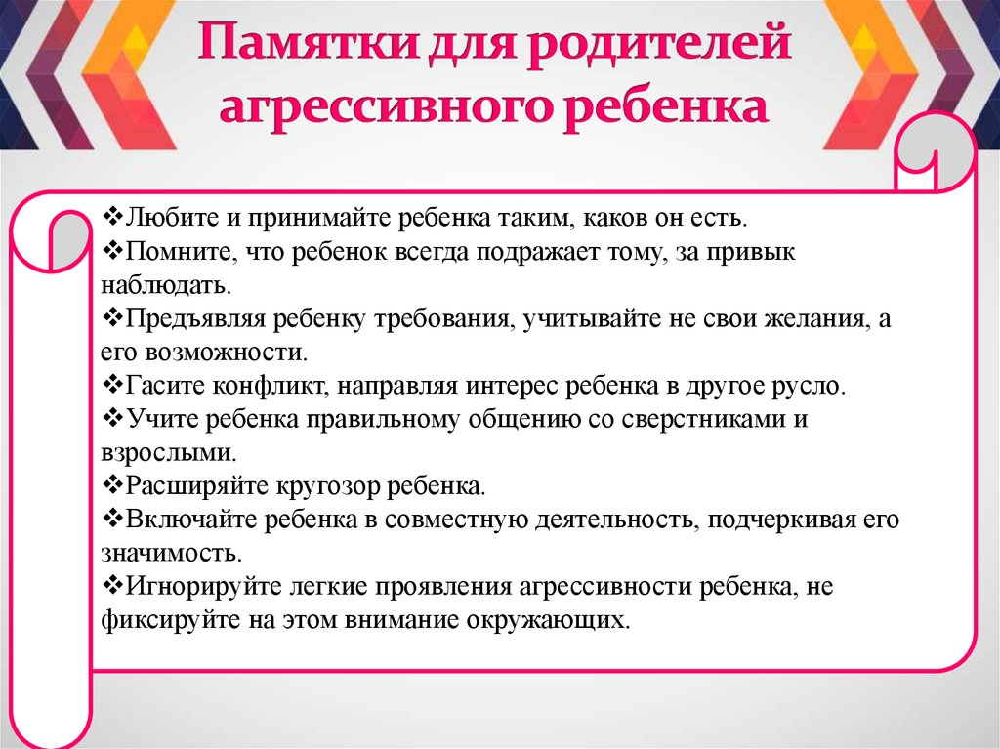 Памятки для родителей
агрессивного ребенка
❖Любите и принимайте ребенка таким, каков он есть.
❖Помните, что ребенок всегда подражает тому, за привык
наблюдать.
❖Предъявляя ребенку требования, учитывайте не свои желания, а
его возможности.
❖Гасите конфликт, направляя интерес ребенка в другое русло.
❖Учите ребенка правильному общению со сверстниками и
взрослыми.
❖Расширяйте кругозор ребенка.
❖Включайте ребенка в совместную деятельность, подчеркивая его
значимость.
❖Игнорируйте легкие проявления агрессивности ребенка, не
фиксируйте на этом внимание окружающих.